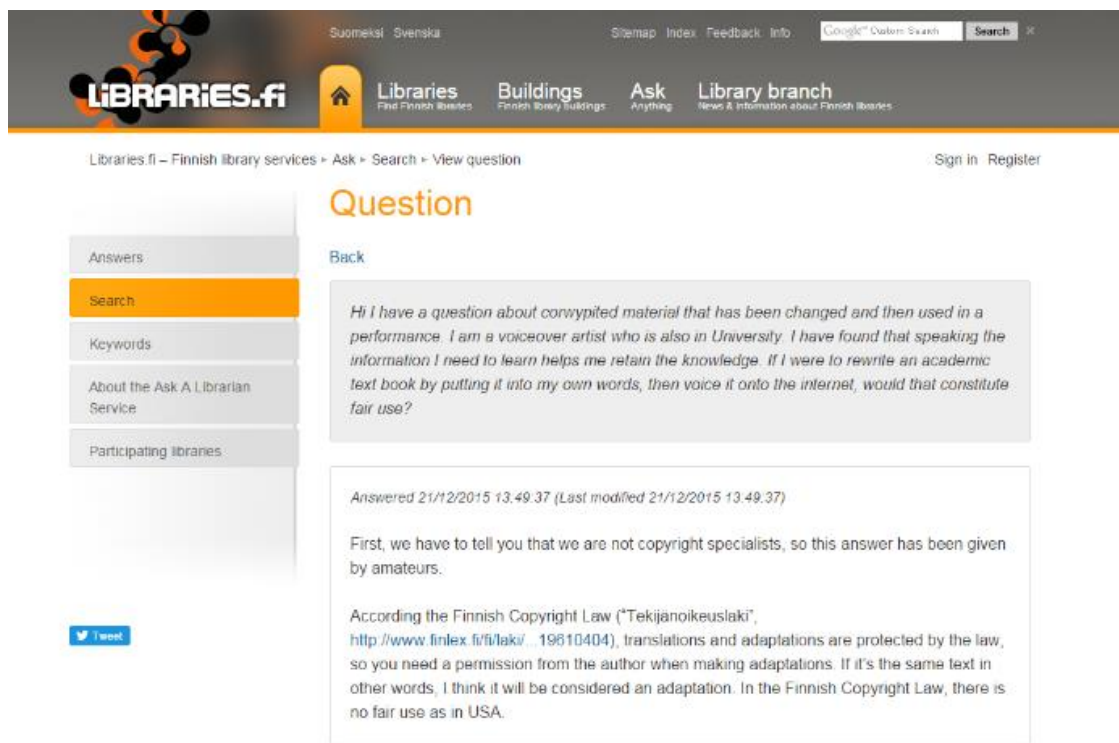 Suomeksi Svenska Sitemap Index Feedback Info Google™ Custom Search Search ×
LiBRARiES.fi
Libraries Buildings Ask Library branch
Find Finnish libraries Finnish library buildings Anything News & Information about Finnish libraries
Libraries.fi – Finnish library services ▸ Ask ▸ Search ▸ View question Sign in Register
Question
Answers
Search
Keywords
About the Ask A Librarian
Service
Participating libraries
Tweet
Back
Hi I have a question about corwypited material that has been changed and then used in a
performance. I am a voiceover artist who is also in University. I have found that speaking the
information I need to learn helps me retain the knowledge. If I were to rewrite an academic
text book by putting it into my own words, then voice it onto the internet, would that constitute
fair use?
Answered 21/12/2015 13.49.37 (Last modified 21/12/2015 13.49.37)
First, we have to tell you that we are not copyright specialists, so this answer has been given
by amateurs.
According the Finnish Copyright Law ("Tekijanoikeuslaki",
http://www.finlex.fi/fi/laki/...19610404), translations and adaptations are protected by the law,
so you need a permission from the author when making adaptations. If it's the same text in
other words, I think it will be considered an adaptation. In the Finnish Copyright Law, there is
no fair use as in USA.